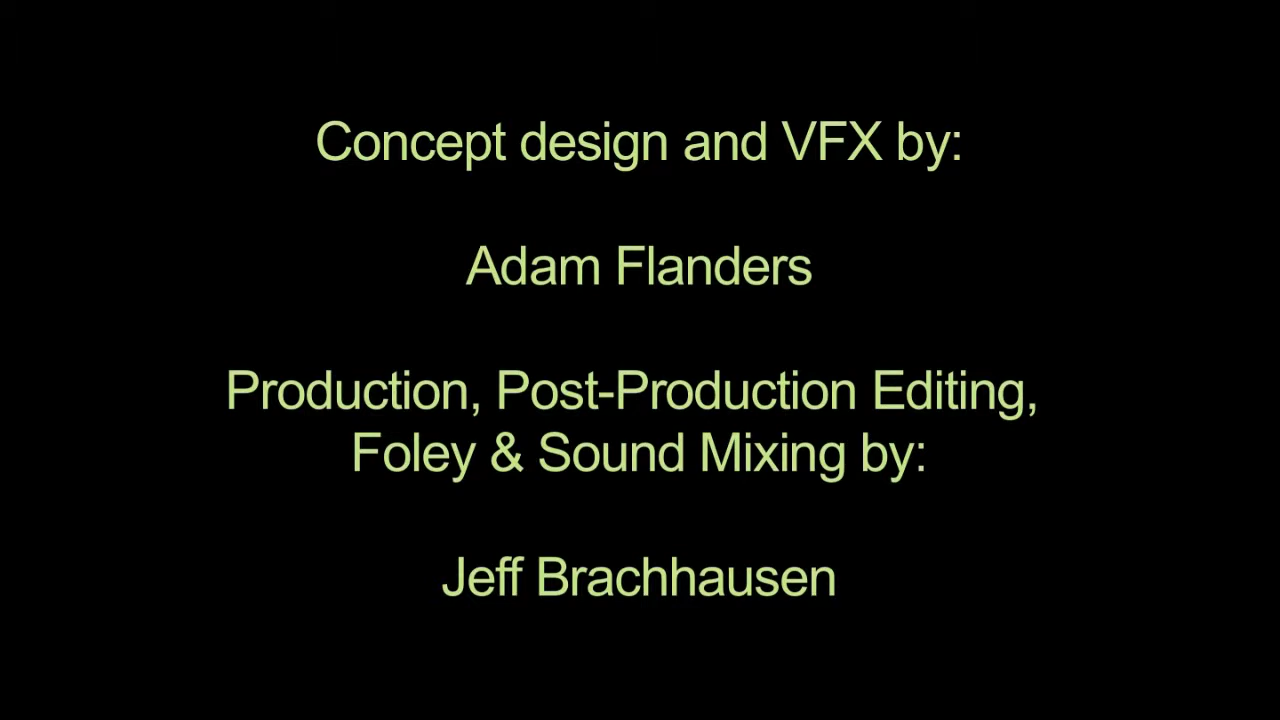 Concept design and VFX by:
Adam Flanders
Production, Post-Production Editing,
Foley & Sound Mixing by:
Jeff Brachhausen